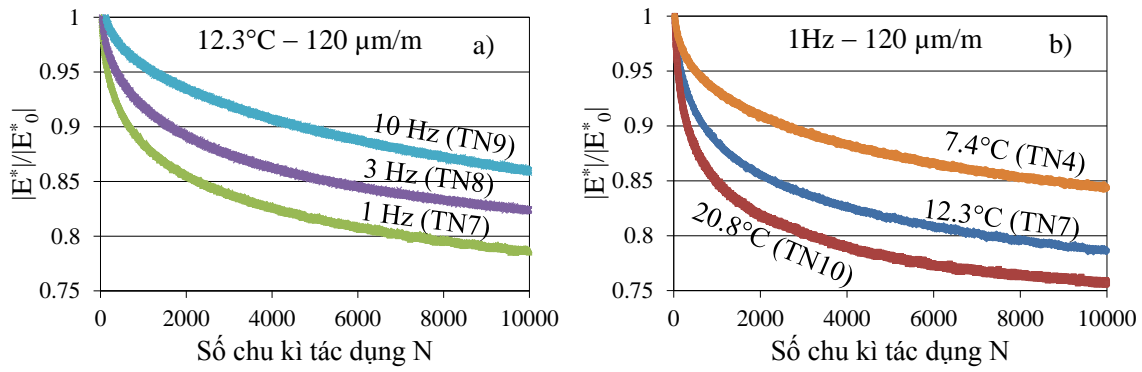 12.3°C – 120 µm/m
a)
1
0.95
0.9
0.85
0.8
0.75
|E*|/|E*0|
10 Hz (TN9)
3 Hz (TN8)
1 Hz (TN7)
0 2000 4000 6000 8000 10000
Số chu kì tác dụng N
1Hz – 120 µm/m
b)
1
0.95
0.9
0.85
0.8
0.75
|E*|/|E*0|
7.4°C (TN4)
12.3°C (TN7)
20.8°C (TN10)
0 2000 4000 6000 8000 10000
Số chu kì tác dụng N